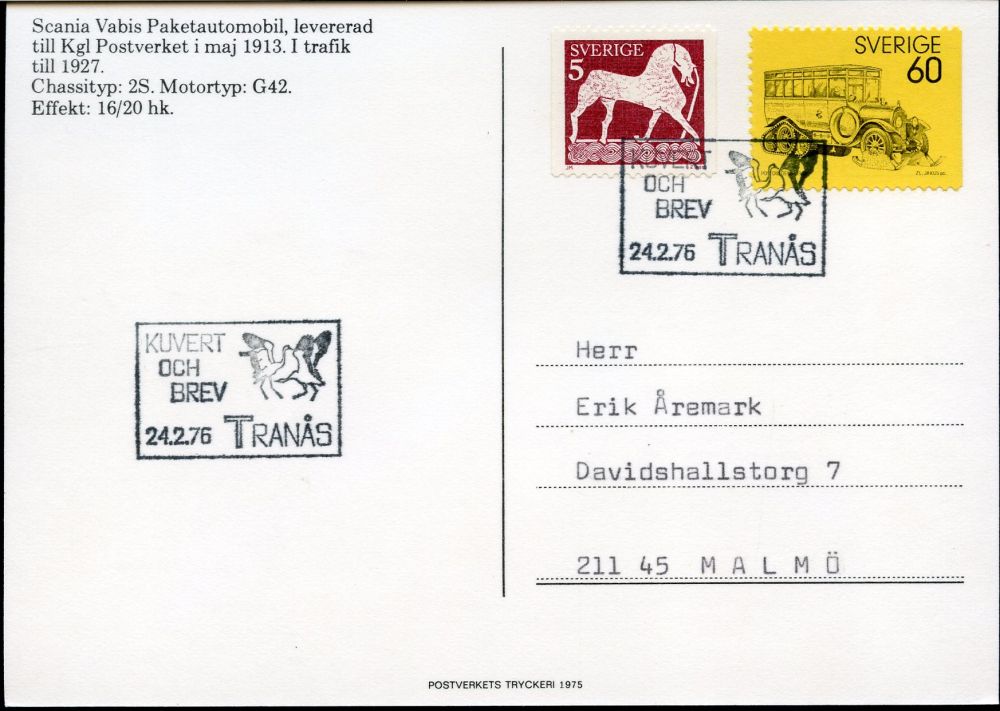 Scania Vabis Paketautomobil, levererad
till Kgl Postverket i maj 1913. I trafik
till 1927.
Chassityp: 2S. Motortyp: G42.
Effekt: 16/20 hk.
SVERIGE
5
JM
SVERIGE
60
KUVERT
OCH
BREV
24.2.76 TRANÅS
KUVERT
OCH
BREV
24.2.76 TRANÅS
Herr
Erik Åremark
Davidshallstorg 7
211 45 MALMÖ
POSTVERKETS TRYCKERI 1975